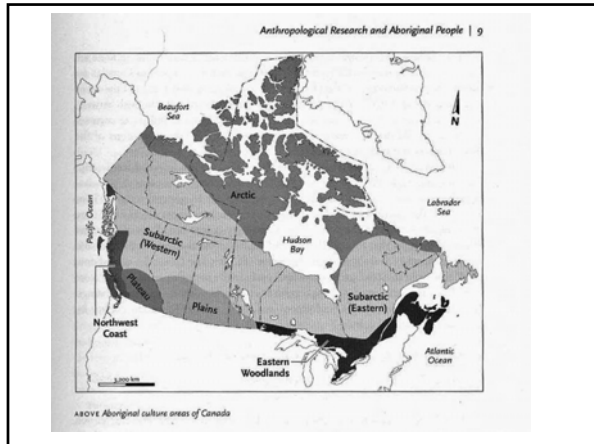 Anthropological Research and Aboriginal People | 9
Beaufort
Sea
N
Pacific Ocean
Arctic
Labrador
Sea
Subarctic
(Western)
Hudson
Bay
Plateau
Plains
Subarctic
(Eastern)
Northwest
Coast
Eastern
Woodlands
Atlantic
Ocean
km
ABOVE Aboriginal culture areas of Canada